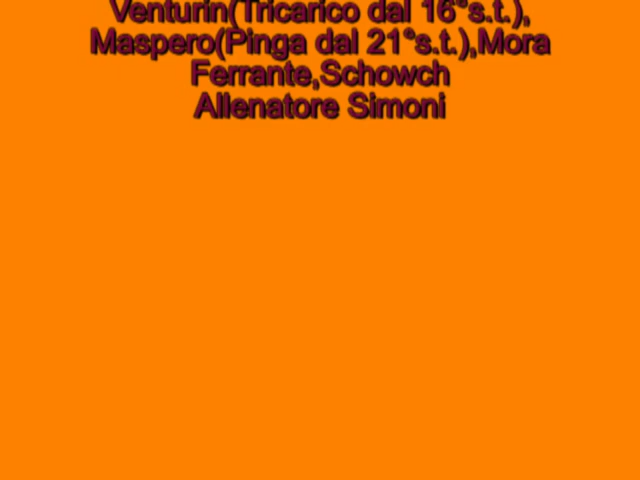 Venturin(Tricarico dal 16°s.t.),
Maspero(Pinga dal 21°s.t.),Mora
Ferrante,Schowch
Allenatore Simoni